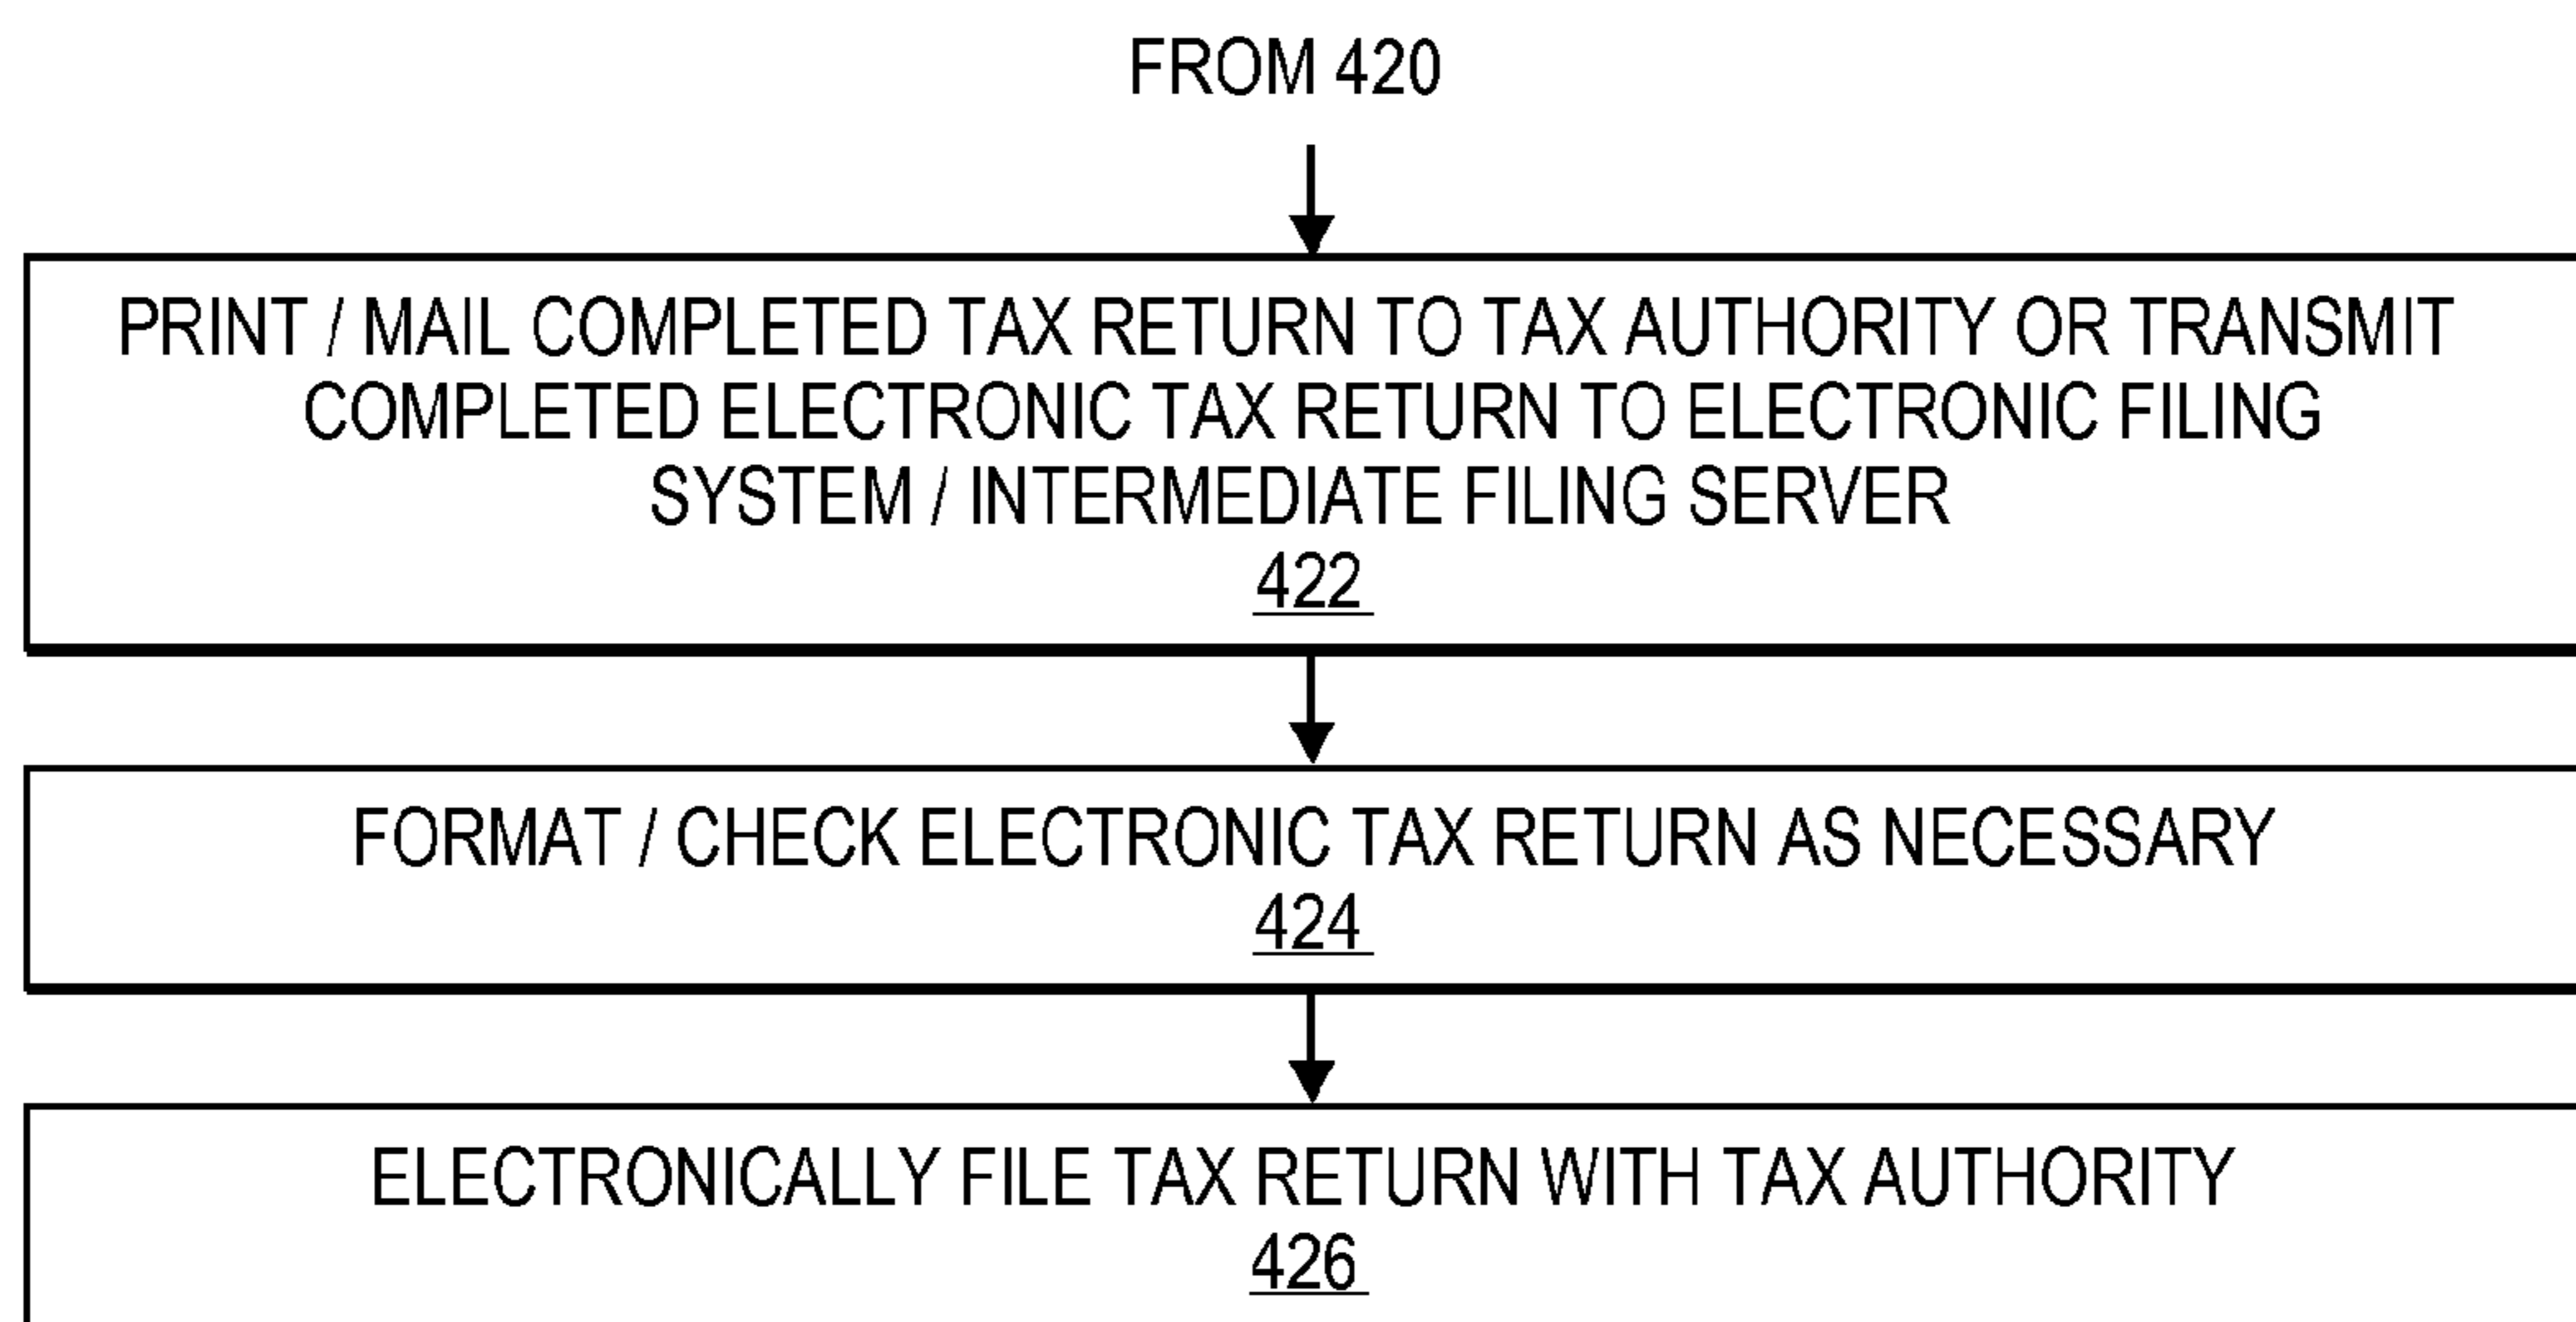 FROM 420
PRINT / MAIL COMPLETED TAX RETURN TO TAX AUTHORITY OR TRANSMIT
COMPLETED ELECTRONIC TAX RETURN TO ELECTRONIC FILING
SYSTEM / INTERMEDIATE FILING SERVER
422
FORMAT / CHECK ELECTRONIC TAX RETURN AS NECESSARY
424
ELECTRONICALLY FILE TAX RETURN WITH TAX AUTHORITY
426